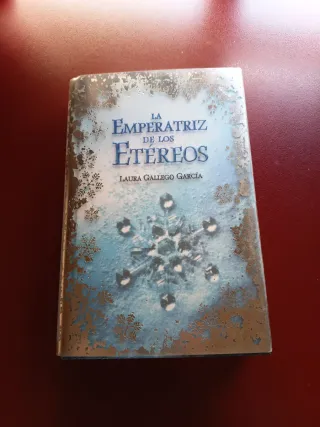 LA
EMPERATRIZ
DE LOS
ETÉREOS
LAURA GALLEGO GARCÍA